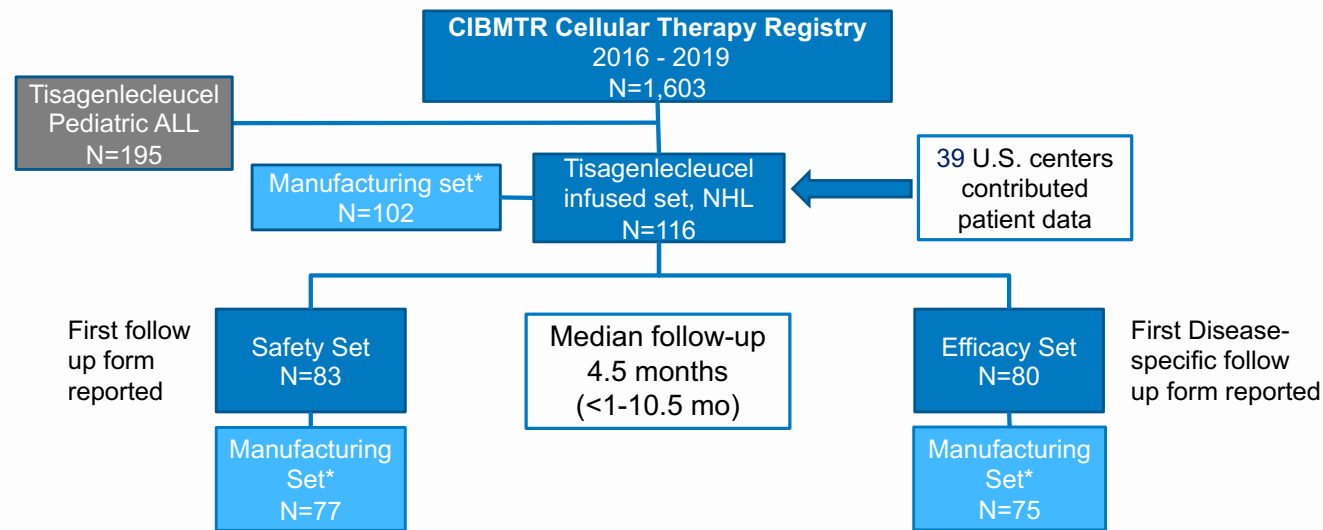 CIBMTR Cellular Therapy Registry
2016 - 2019
N=1,603
Tisagenlecleucel
Pediatric ALL
N=195
Manufacturing set*
N=102
Tisagenlecleucel
infused set, NHL
N=116
39 U.S. centers
contributed
patient data
First follow
up form
reported
Safety Set
N=83
Median follow-up
4.5 months
(<1-10.5 mo)
Efficacy Set
N=80
First Disease-
specific follow
up form reported
Manufacturing
Set*
N=77
Manufacturing
Set*
N=75